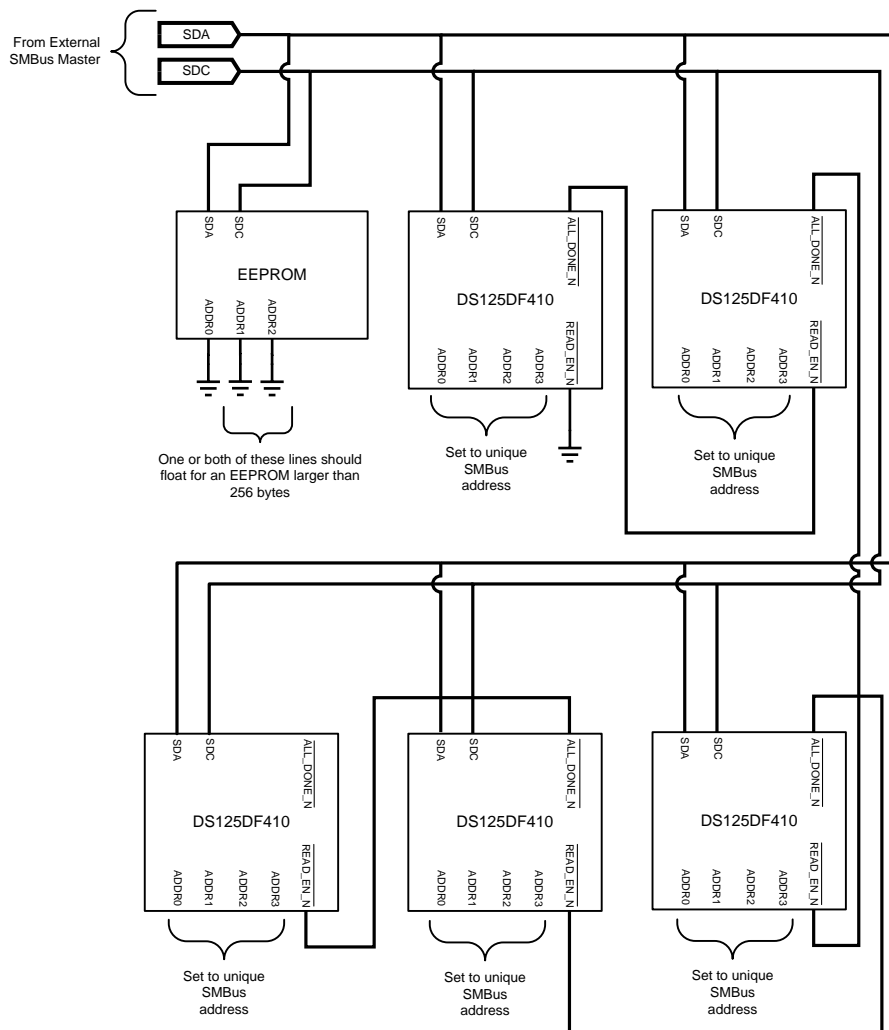 From External
SMBus Master
SDA
SDC
SDA
SDC
EEPROM
ADDR0
ADDR1
ADDR2
One or both of these lines should
float for an EEPROM larger than
256 bytes
SDA
SDC
ALL_DONE_N
DS125DF410
ADDR0
ADDR1
ADDR2
ADDR3
READ_EN_N
Set to unique
SMBus
address
SDA
SDC
ALL_DONE_N
DS125DF410
ADDR0
ADDR1
ADDR2
ADDR3
READ_EN_N
Set to unique
SMBus
address
SDA
SDC
ALL_DONE_N
DS125DF410
ADDR0
ADDR1
ADDR2
ADDR3
READ_EN_N
Set to unique
SMBus
address
SDA
SDC
ALL_DONE_N
DS125DF410
ADDR0
ADDR1
ADDR2
ADDR3
READ_EN_N
Set to unique
SMBus
address
SDA
SDC
ALL_DONE_N
DS125DF410
ADDR0
ADDR1
ADDR2
ADDR3
READ_EN_N
Set to unique
SMBus
address